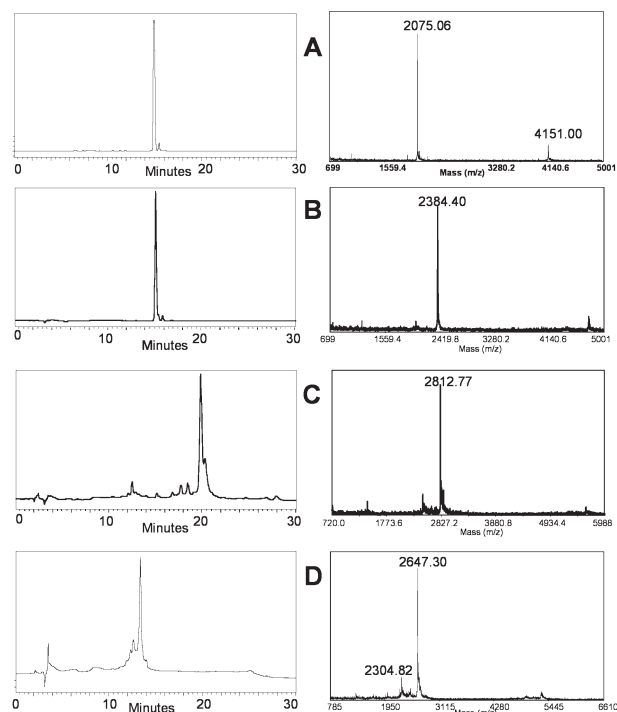 A
2075.06
4151.00
0 10 20 30
Minutes
699 1559.4 3280.2 4140.6 5001
Mass (m/z)
B
2384.40
0 10 20 30
Minutes
699 1559.4 2419.8 3280.2 4140.6 5001
Mass (m/z)
C
2812.77
0 10 20 30
Minutes
720.0 1773.6 2827.2 3880.8 4934.4 5988
Mass (m/z)
D
2647.30
2304.82
0 10 20 30
Minutes
785 1950 3115 4280 5445 6610